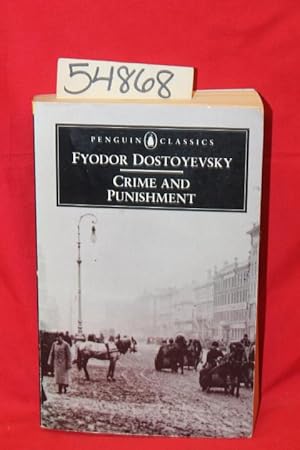 54868
PENGUIN CLASSICS
FYODOR DOSTOYEVSKY
CRIME AND
PUNISHMENT